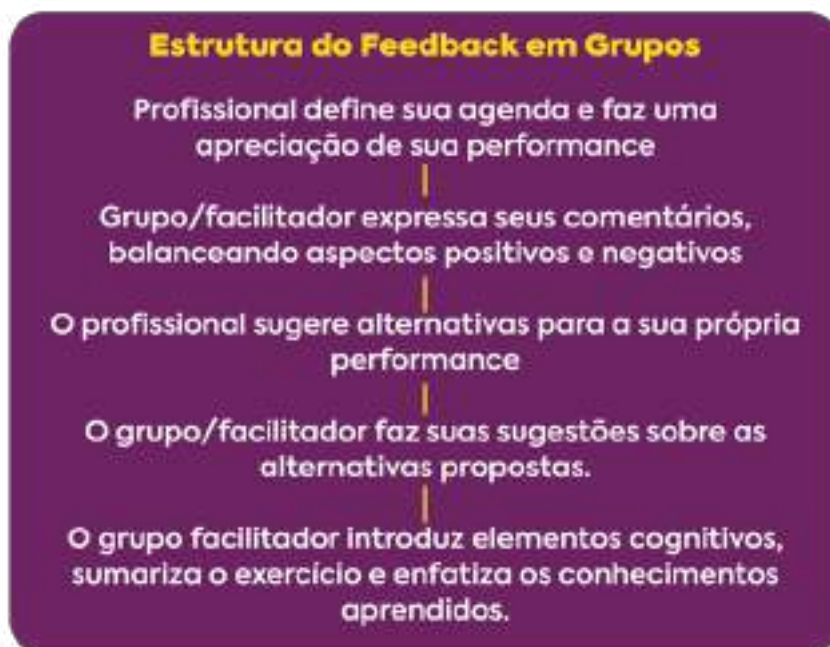 Estrutura do Feedback em Grupos
Profissional define sua agenda e faz uma
apreciação de sua performance
Grupo/facilitador expressa seus comentários,
balanceando aspectos positivos e negativos
O profissional sugere alternativas para a sua própria
performance
O grupo/facilitador faz suas sugestões sobre as
alternativas propostas.
O grupo facilitador introduz elementos cognitivos,
sumariza o exercício e enfatiza os conhecimentos
aprendidos.